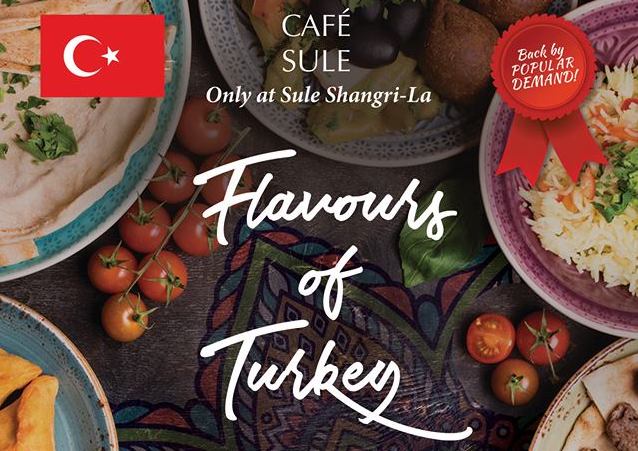 CAFÉ
SULE
Only at Sule Shangri-La
Back by
POPULAR
DEMAND!
Flavours
of
Turkey